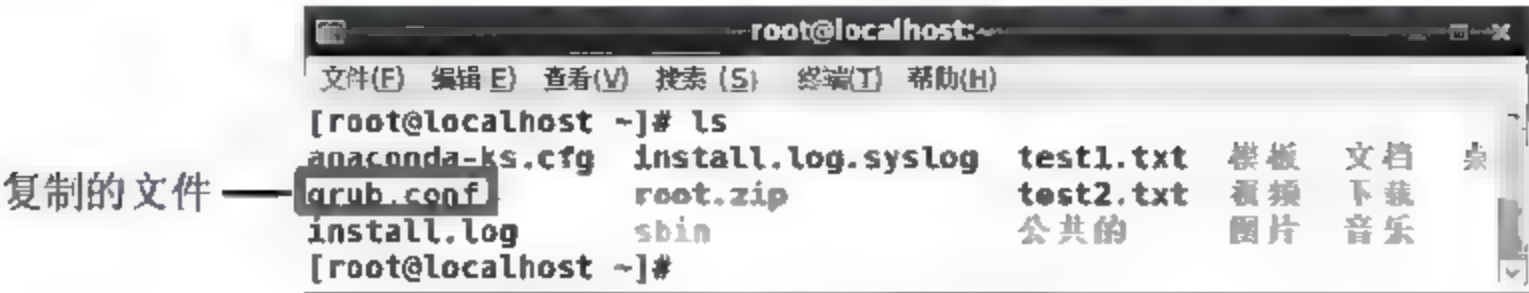 root@localhost:~
文件(F) 编辑 E) 查看(V) 搜索 (S) 终端(T) 帮助(H)
[root@localhost ~]# ls
anaconda-ks.cfg install.log.syslog test1.txt 模板 文档 桌
复制的文件
grub.conf root.zip test2.txt 视频 下载
install.log sbin 公共的 图片 音乐
[root@localhost ~]#